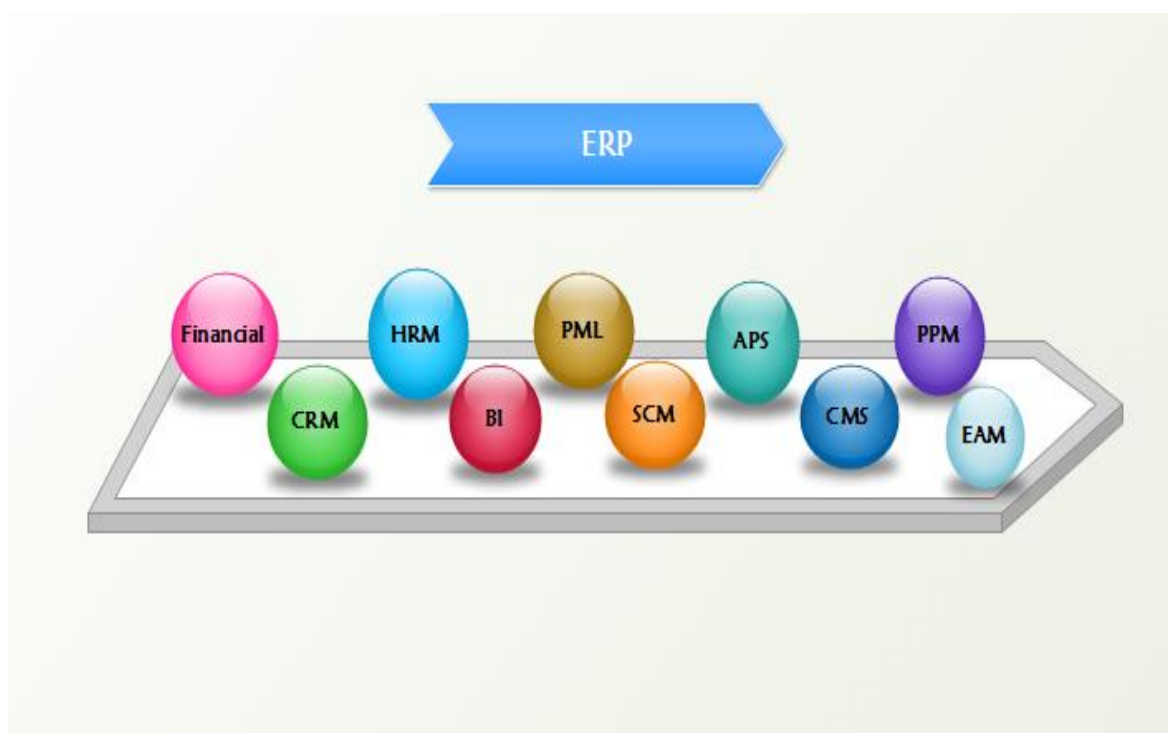 ERP
Financial
HRM
PML
APS
PPM
CRM
BI
SCM
CMS
EAM